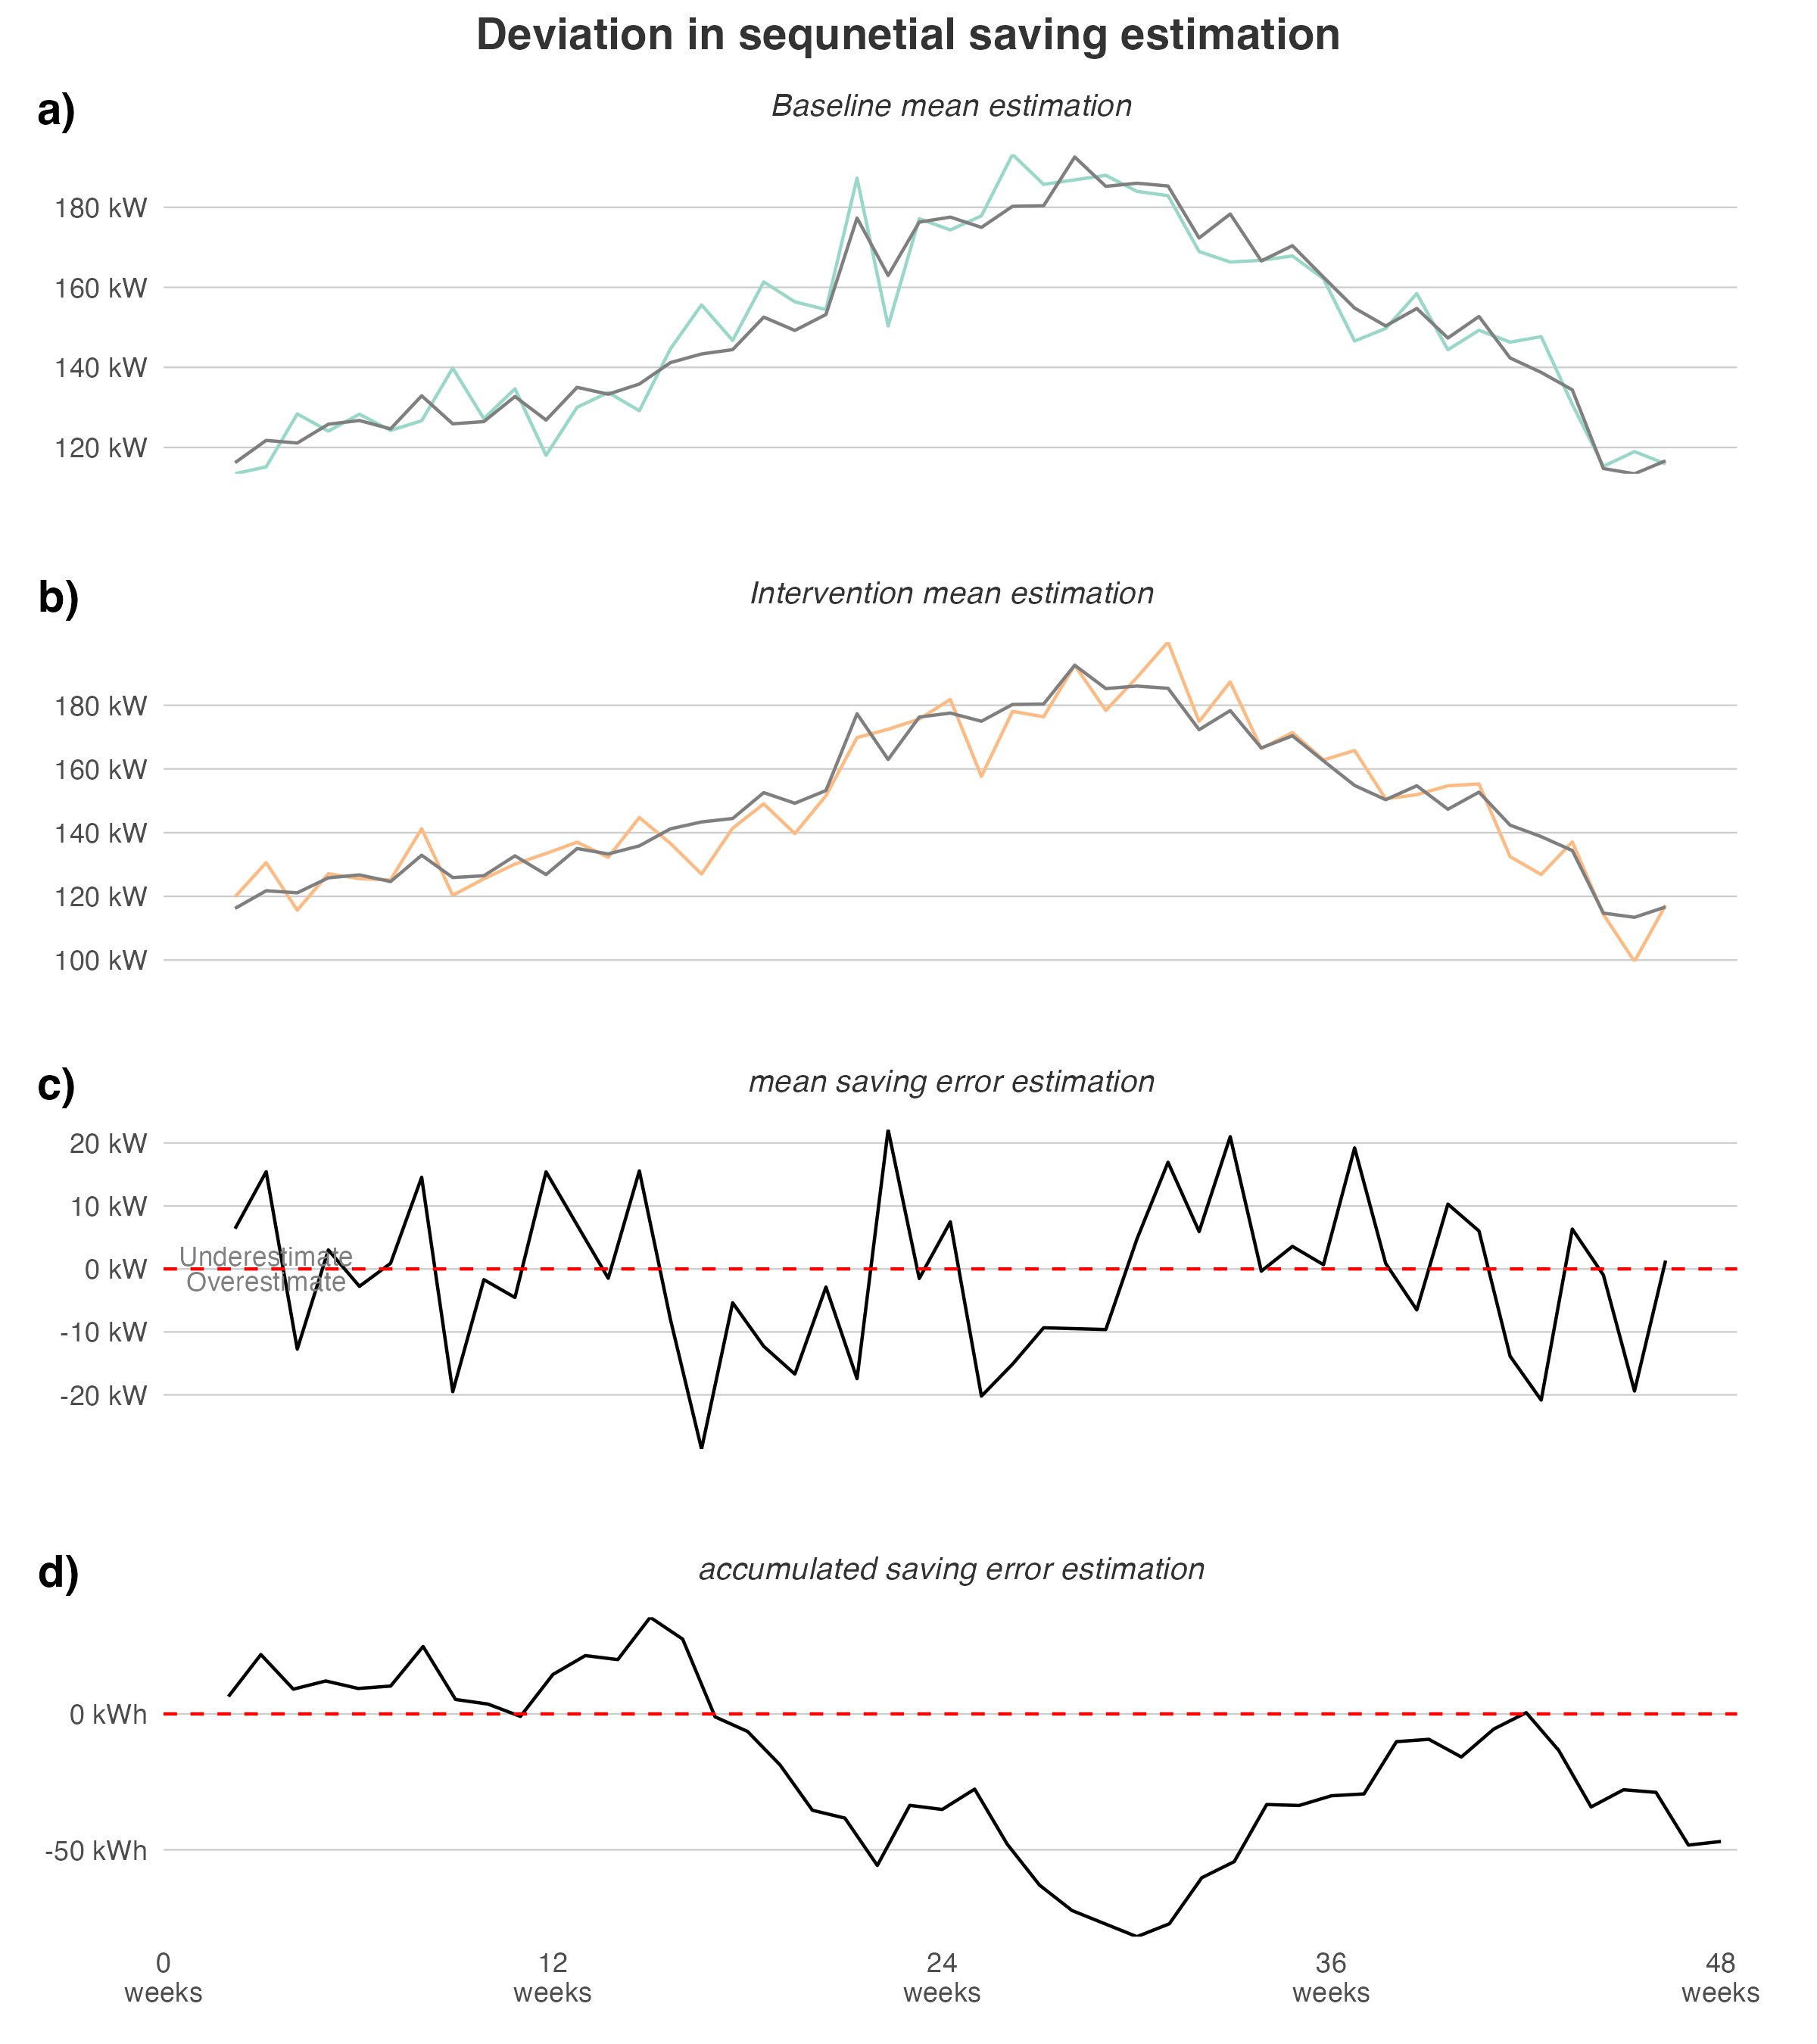 Deviation in sequnetial saving estimation
a)
Baseline mean estimation
180 kW
160 kW
140 kW
120 kW
b)
Intervention mean estimation
180 kW
160 kW
140 kW
120 kW
100 kW
c)
mean saving error estimation
20 kW
10 kW
Underestimate
0 kW
Overestimate
-10 kW
-20 kW
d)
accumulated saving error estimation
0 kWh
-50 kWh
0 12 24 36 48
weeks weeks weeks weeks weeks